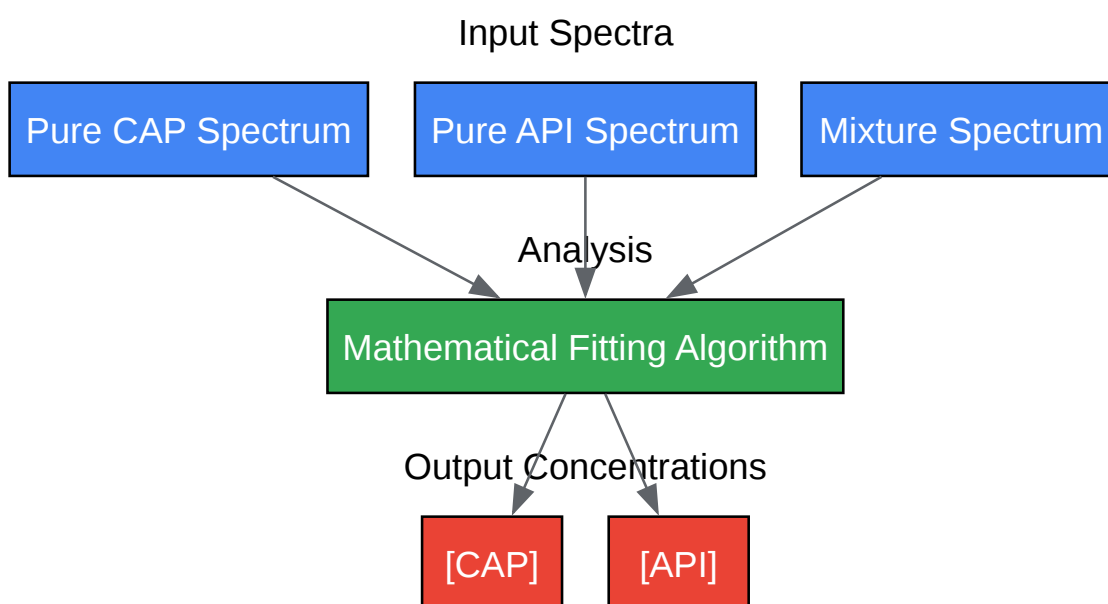 Input Spectra
Pure CAP Spectrum
Pure API Spectrum
Mixture Spectrum
Analysis
Mathematical Fitting Algorithm
Output Concentrations
[CAP]
[API]